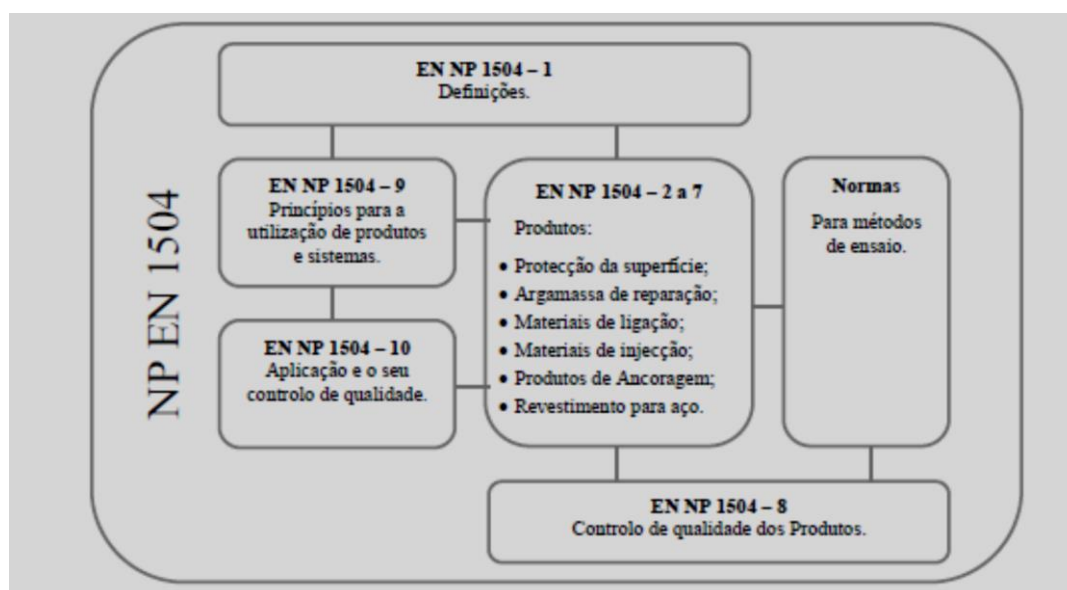 NP EN 1504
EN NP 1504 – 1
Definições.
EN NP 1504 – 9
Princípios para a
utilização de produtos
e sistemas.
EN NP 1504 – 10
Aplicação e o seu
controlo de qualidade.
EN NP 1504 – 2 a 7
Produtos:
• Protecção da superfície;
• Argamassa de reparação;
• Materiais de ligação;
• Materiais de injecção;
• Produtos de Ancoragem;
• Revestimento para aço.
Normas
Para métodos
de ensaio.
EN NP 1504 – 8
Controlo de qualidade dos Produtos.